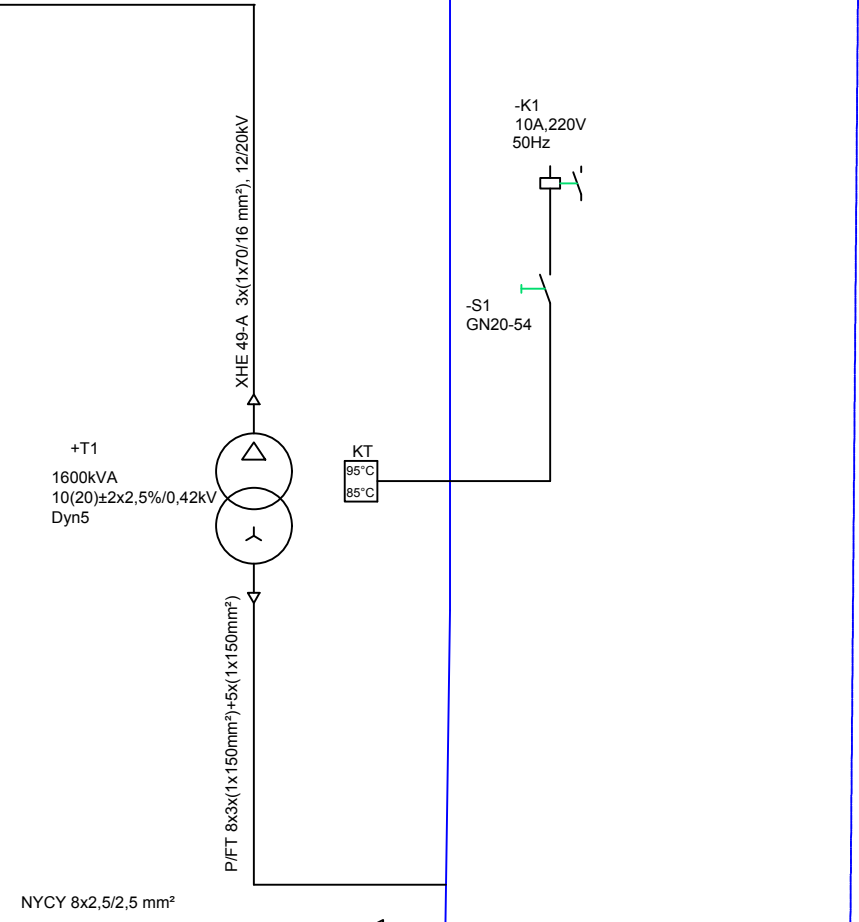 -K1
10A,220V
50Hz
XHE 49-A 3x(1x70/16 mm²), 12/20kV
-S1
GN20-54
+T1
1600kVA
10(20)±2x2,5%/0,42kV
Dyn5
KT
95°C
85°C
P/FT 8x3x(1x150mm²)+5x(1x150mm²)
NYCY 8x2,5/2,5 mm²